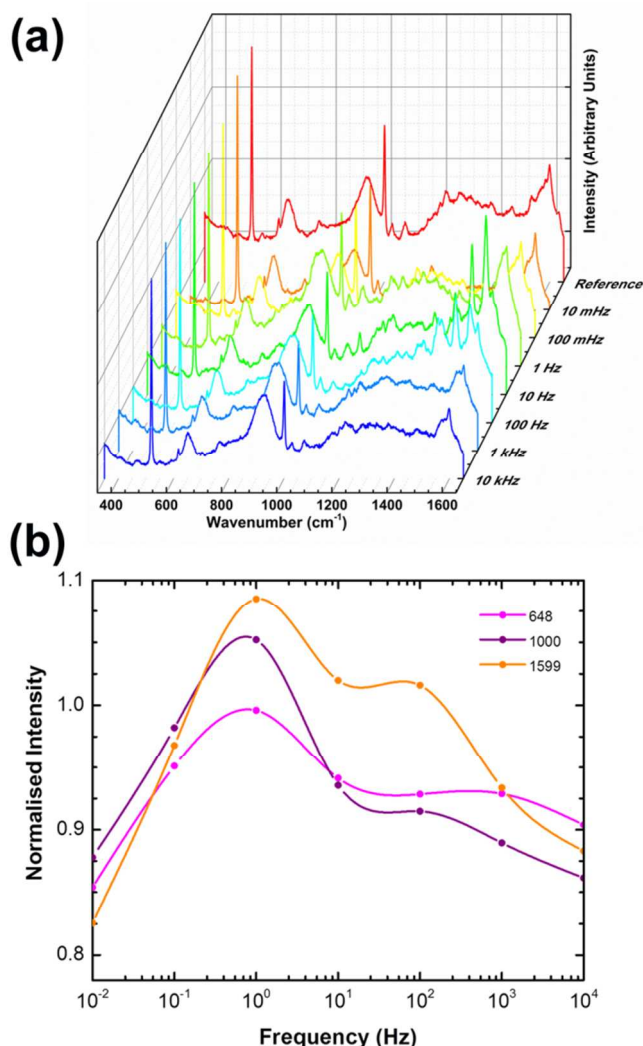 (a)
Intensity (Arbitrary Units)
Reference
10 mHz
100 mHz
1 Hz
10 Hz
100 Hz
1 kHz
10 kHz
400 600 800 1000 1200 1400 1600
Wavenumber (cm⁻¹)
(b)
1.1
1.0
0.9
0.8
648
1000
1599
Normalised Intensity
10⁻² 10⁻¹ 10⁰ 10¹ 10² 10³ 10⁴
Frequency (Hz)